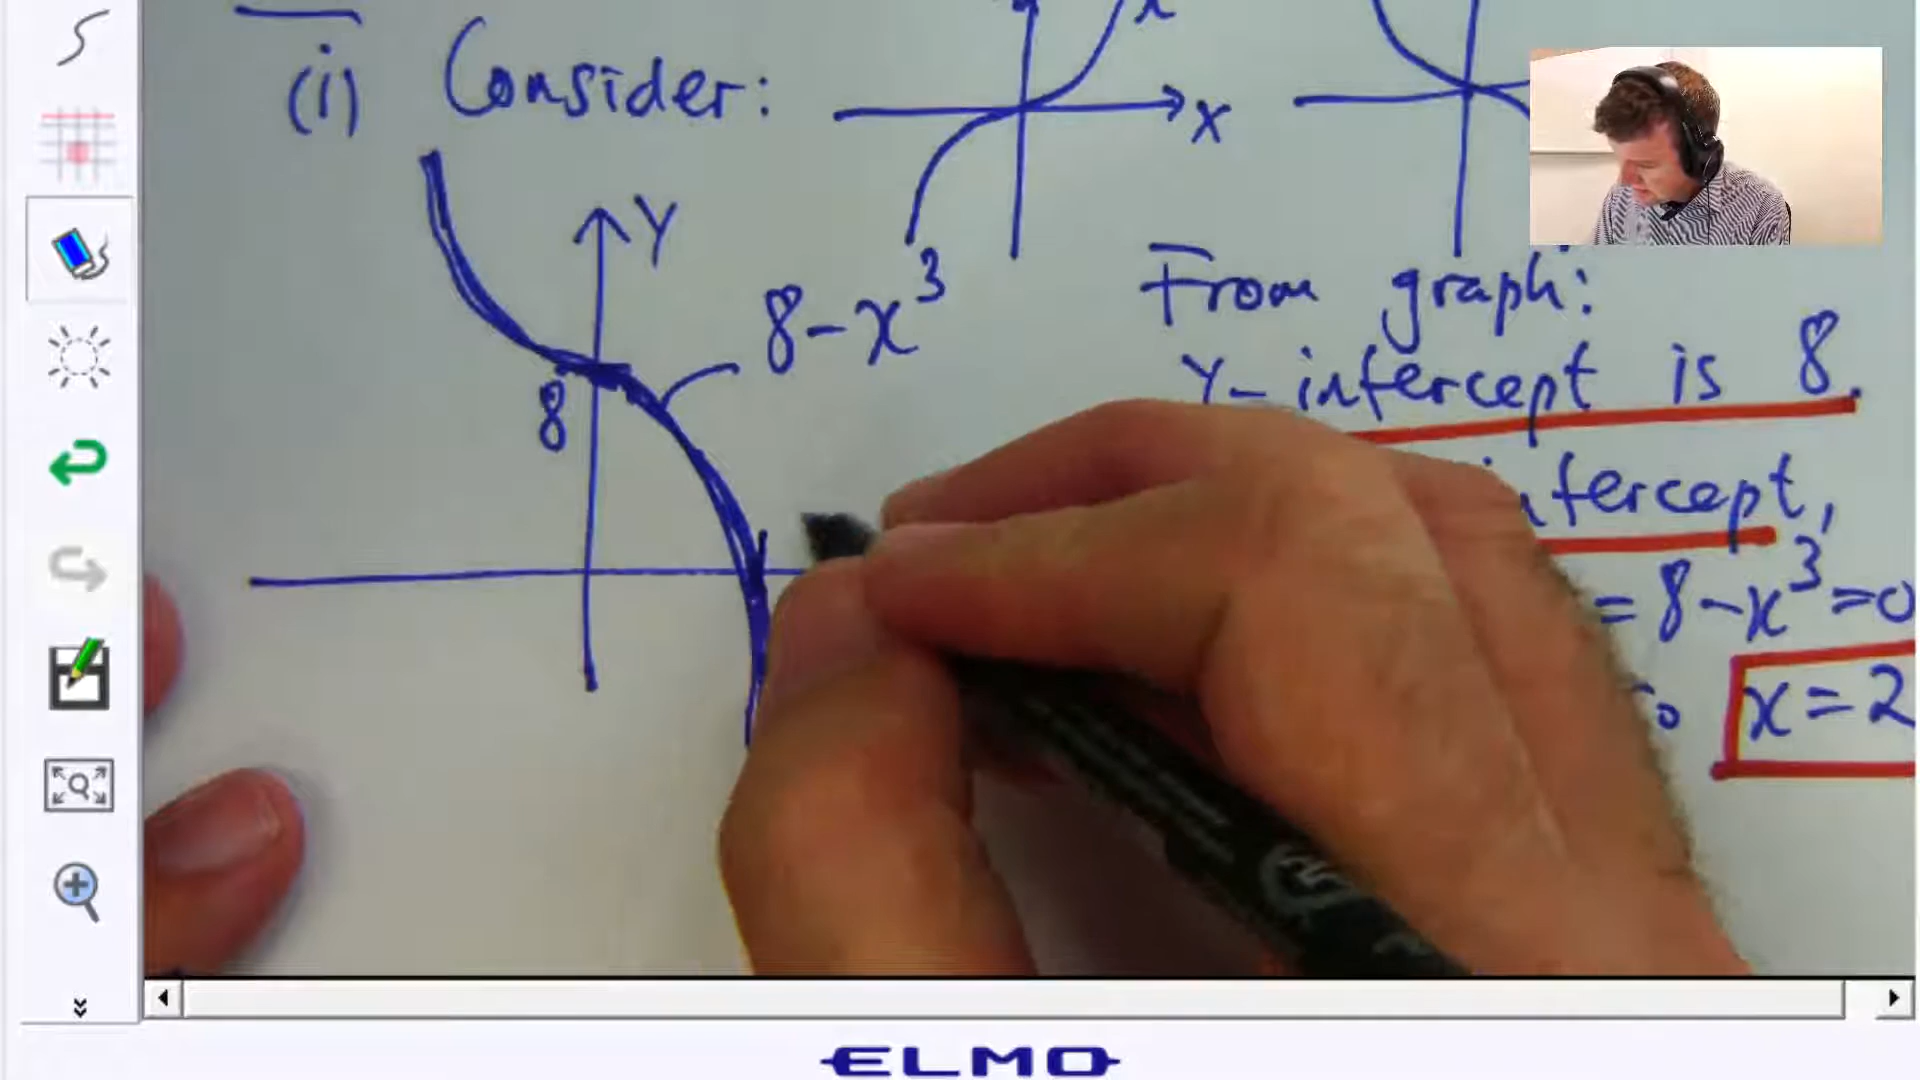 (i) Consider:
x
Y
8-x³
8
From graph:
Y-intercept is 8.
intercept,
= 8-x³=0
x=2
ELMO